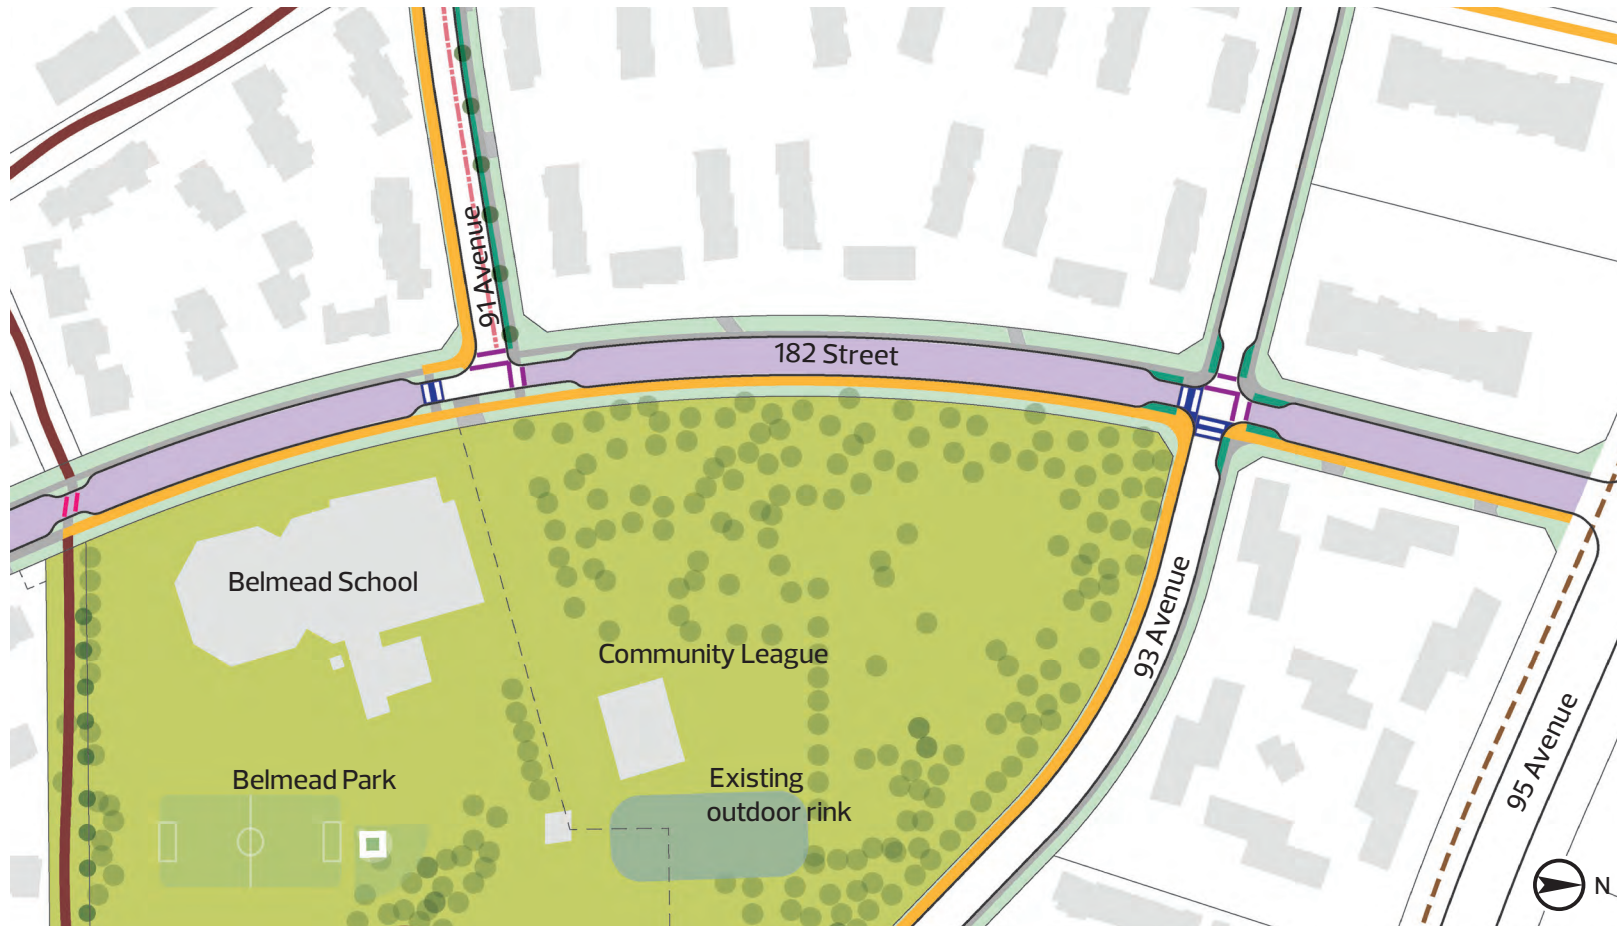 91 Avenue
182 Street
Belmead School
Community League
93 Avenue
Belmead Park
Existing
outdoor rink
95 Avenue
N